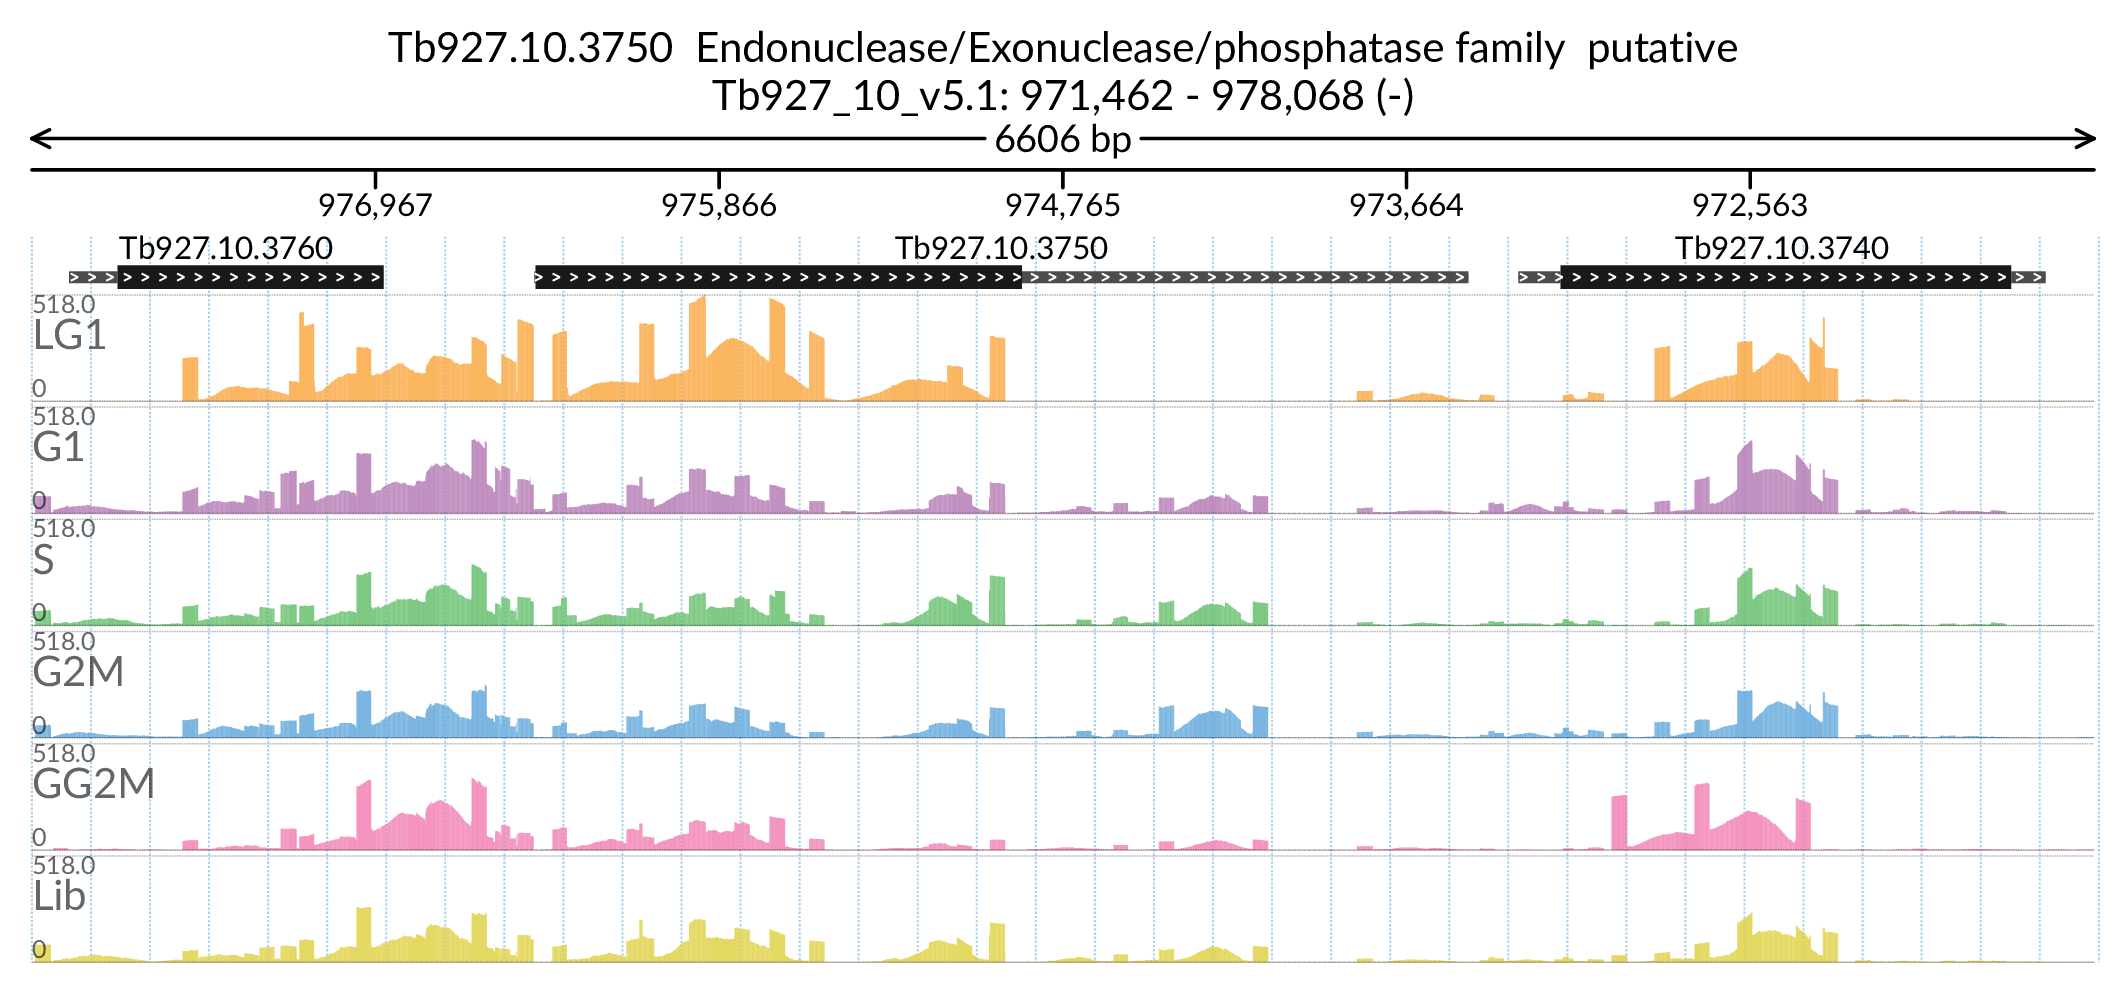 Tb927.10.3750  Endonuclease/Exonuclease/phosphatase family  putative
Tb927_10_v5.1: 971,462 - 978,068 (-)
6606 bp
976,967 975,866 974,765 973,664 972,563
Tb927.10.3760 Tb927.10.3750 Tb927.10.3740
518.0
LG1
0
518.0
G1
0
518.0
S
0
518.0
G2M
0
518.0
GG2M
0
518.0
Lib
0